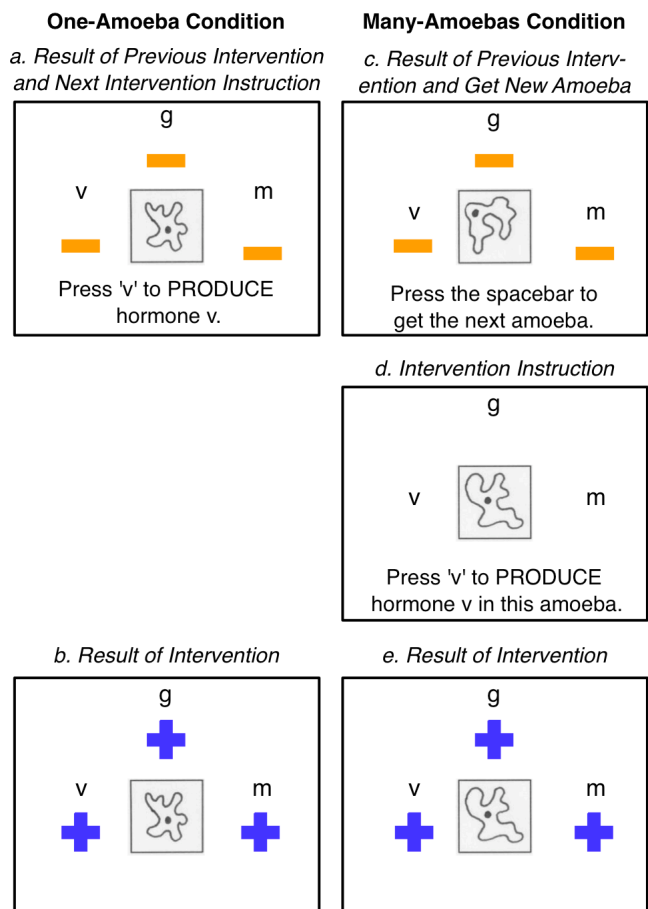 One-Amoeba Condition
a. Result of Previous Intervention
and Next Intervention Instruction
g
v
m
Press 'v' to PRODUCE
hormone v.
b. Result of Intervention
g
v
m
Many-Amoebas Condition
c. Result of Previous Interv-
ention and Get New Amoeba
g
v
m
Press the spacebar to
get the next amoeba.
d. Intervention Instruction
g
v
m
Press 'v' to PRODUCE
hormone v in this amoeba.
e. Result of Intervention
g
v
m